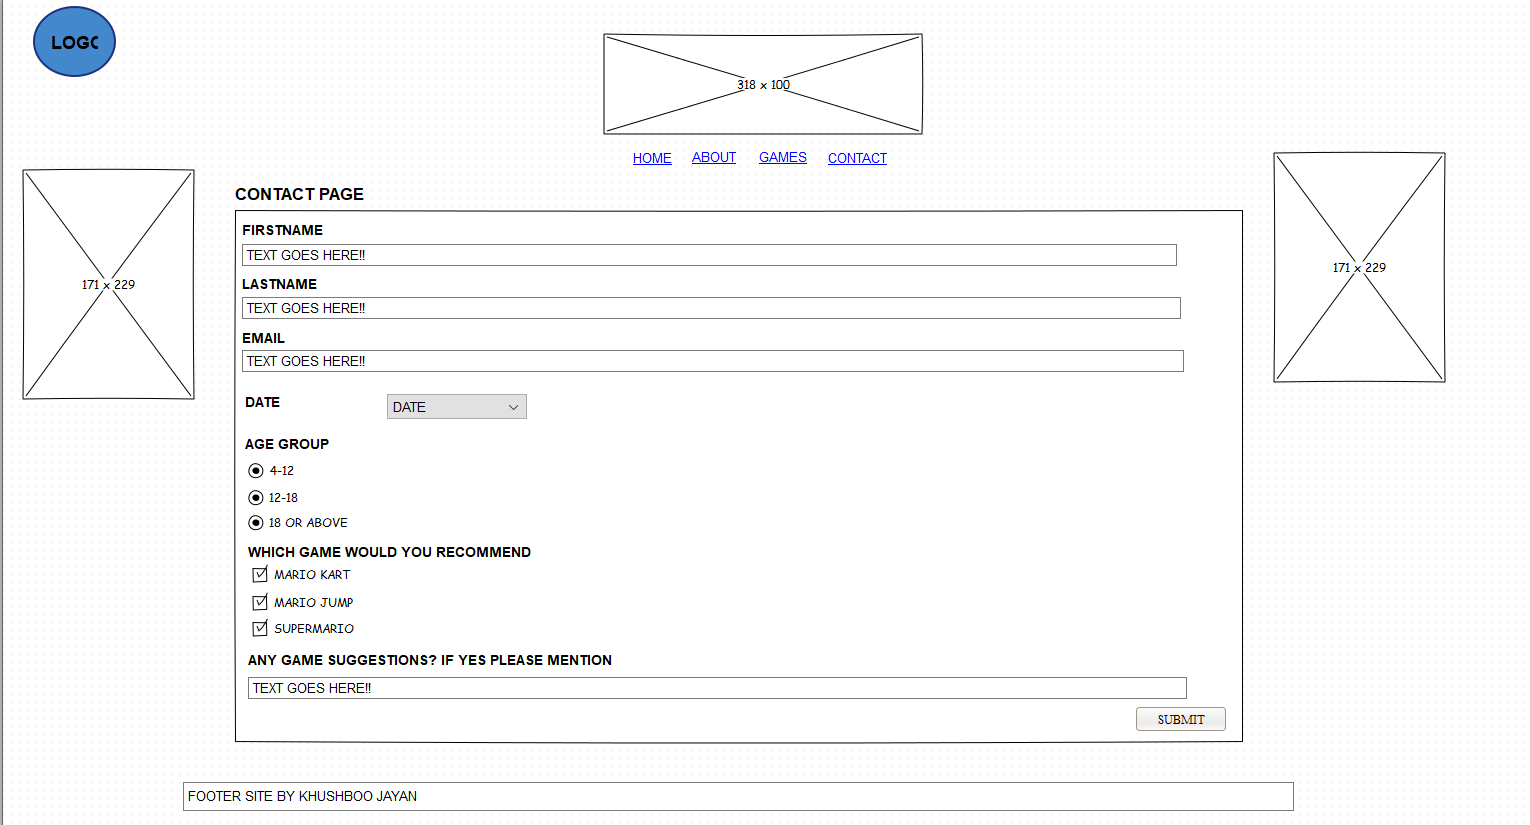 LOGO
318 x 100
HOME ABOUT GAMES CONTACT
171 x 229
171 x 229
CONTACT PAGE
FIRSTNAME
TEXT GOES HERE!!
LASTNAME
TEXT GOES HERE!!
EMAIL
TEXT GOES HERE!!
DATE DATE
AGE GROUP
4-12
12-18
18 OR ABOVE
WHICH GAME WOULD YOU RECOMMEND
MARIO KART
MARIO JUMP
SUPERMARIO
ANY GAME SUGGESTIONS? IF YES PLEASE MENTION
TEXT GOES HERE!!
SUBMIT
FOOTER SITE BY KHUSHBOO JAYAN